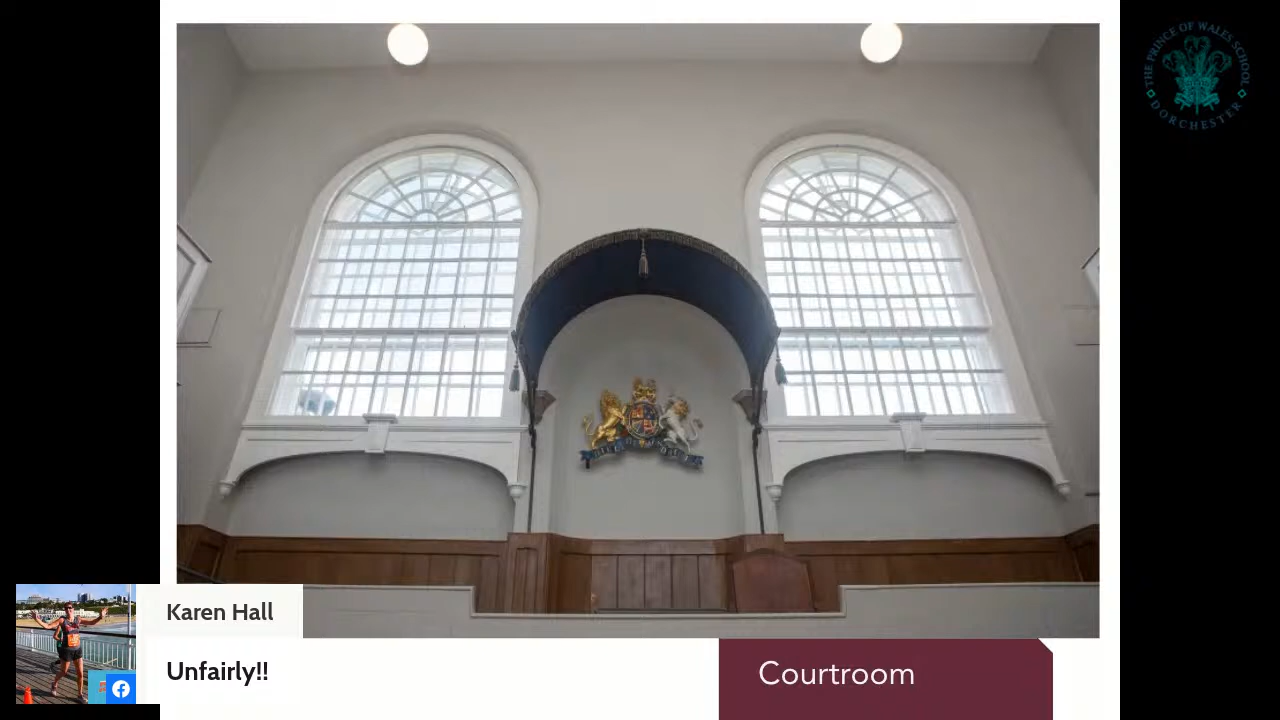 THE PRINCE OF WALES SCHOOL
DORCHESTER
Karen Hall
Unfairly!!
Courtroom